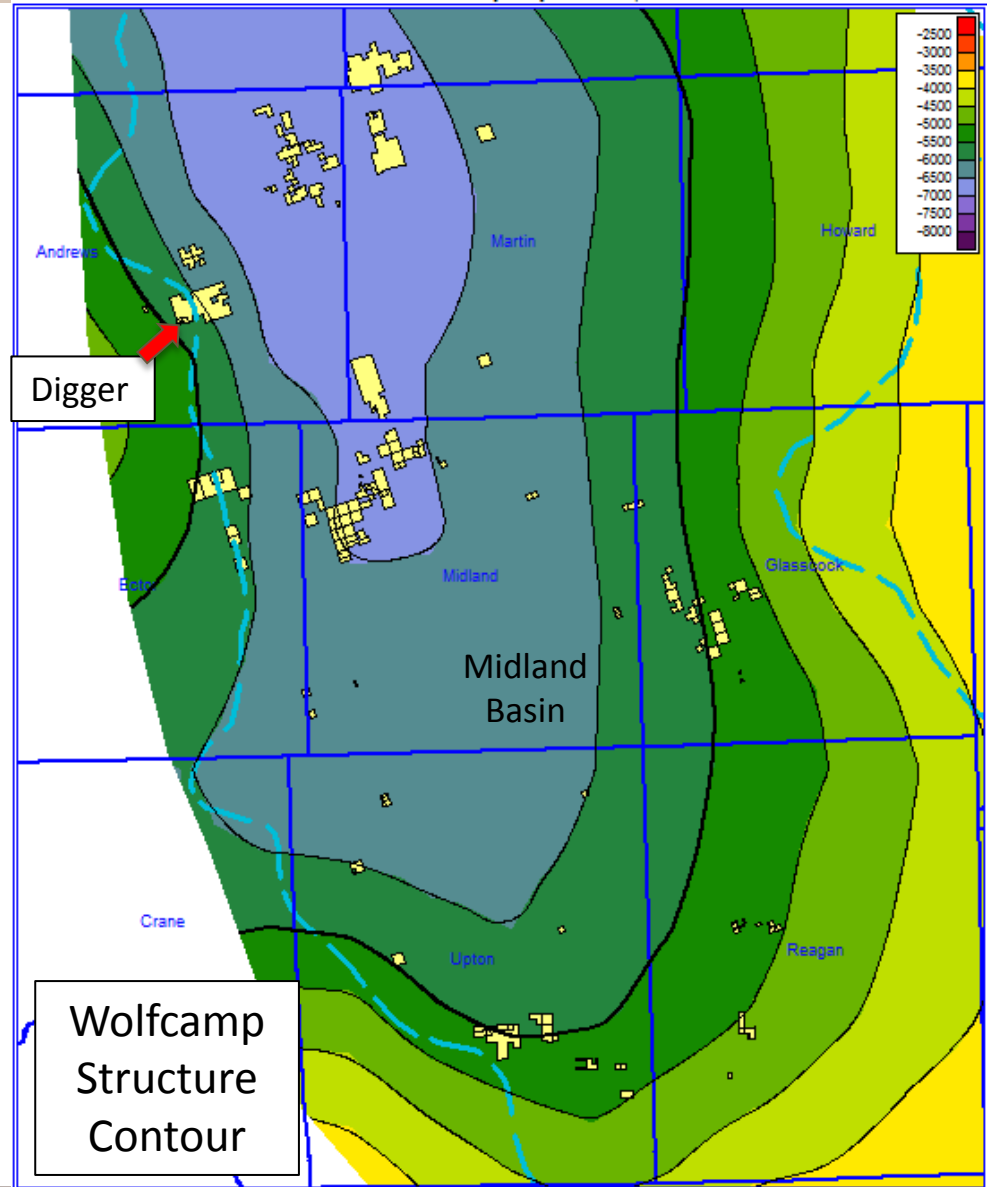 -2500
-3000
-3500
-4000
-4500
-5000
-5500
-6000
-6500
-7000
-7500
-8000
Andrews
Martin
Howard
Digger
Midland
Glasscock
Midland
Basin
Crane
Upton
Reagan
Wolfcamp
Structure
Contour